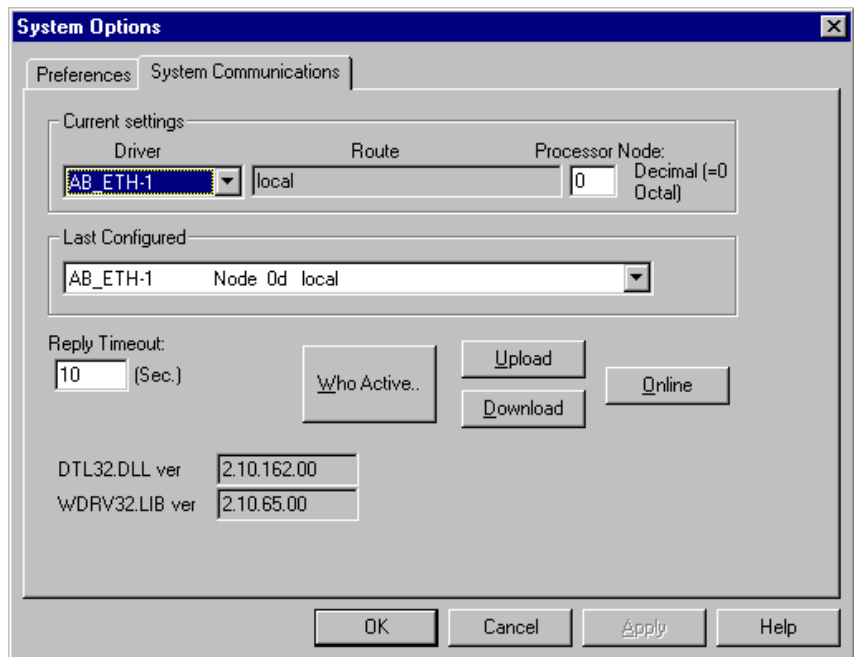 System Options
Preferences
System Communications
Current settings
Driver
Route
Processor Node:
AB_ETH-1
local
0
Decimal (=0
Octal)
Last Configured
AB_ETH-1 Node 0d local
Reply Timeout:
10
(Sec.)
Who Active..
Upload
Download
Online
DTL32.DLL ver
2.10.162.00
WDRV32.LIB ver
2.10.65.00
OK
Cancel
Apply
Help